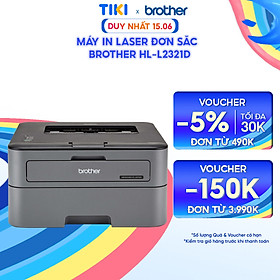 TIKI x brother
DUY NHẤT 15.06
MÁY IN LASER ĐƠN SẮC
BROTHER HL-L2321D
VOUCHER
-5% TỐI ĐA 30K
ĐƠN TỪ 490K
brother
VOUCHER
-150K
ĐƠN TỪ 3.990K
*Số lượng Quà & Voucher có hạn
*Kiểm tra giỏ hàng trước khi thanh toán